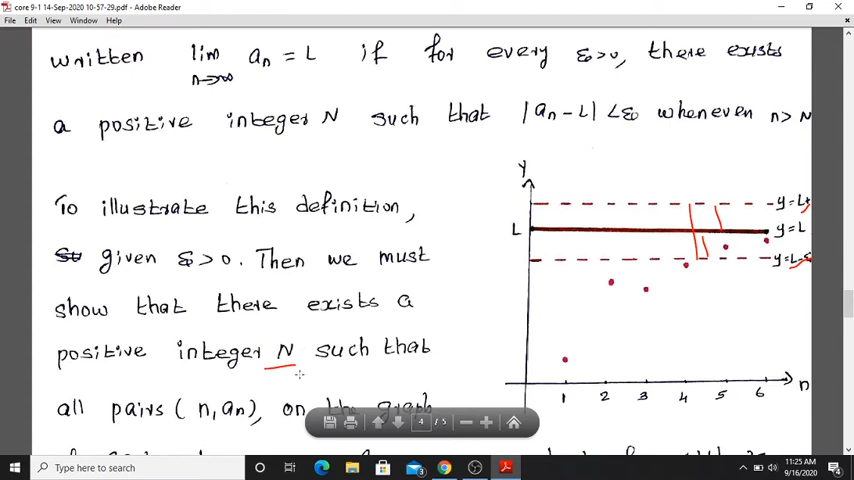 core 9-1 14-Sep-2020 10-57-29.pdf - Adobe Reader
File Edit View Window Help
written lim n→∞ an = L if for every ε>0, there exists
a positive integer N such that |an - L| < ε whenever n > N
To illustrate this definition,
given ε>0. Then we must
show that there exists a
positive integer N such that
all pairs (n, an), on the graph
Y
y = L+
L
y = L
y = L-ε
1 2 3 4 5 6 n
4 / 5
Type here to search
3
11:25 AM
9/16/2020
4